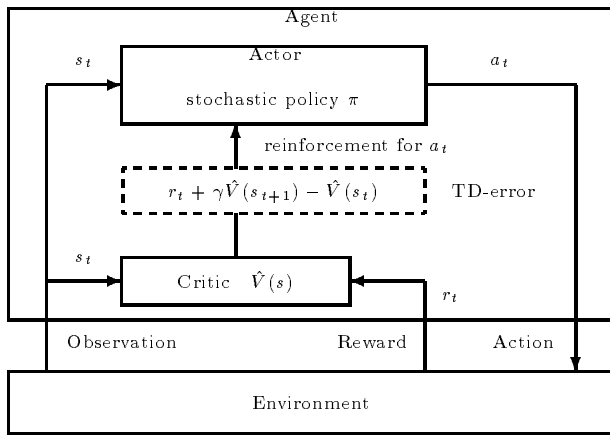 Agent
Actor
s_t
a_t
stochastic policy π
reinforcement for a_t
r_t + γV̂(s_{t+1}) − V̂(s_t)
TD-error
s_t
Critic V̂(s)
r_t
Observation
Reward
Action
Environment